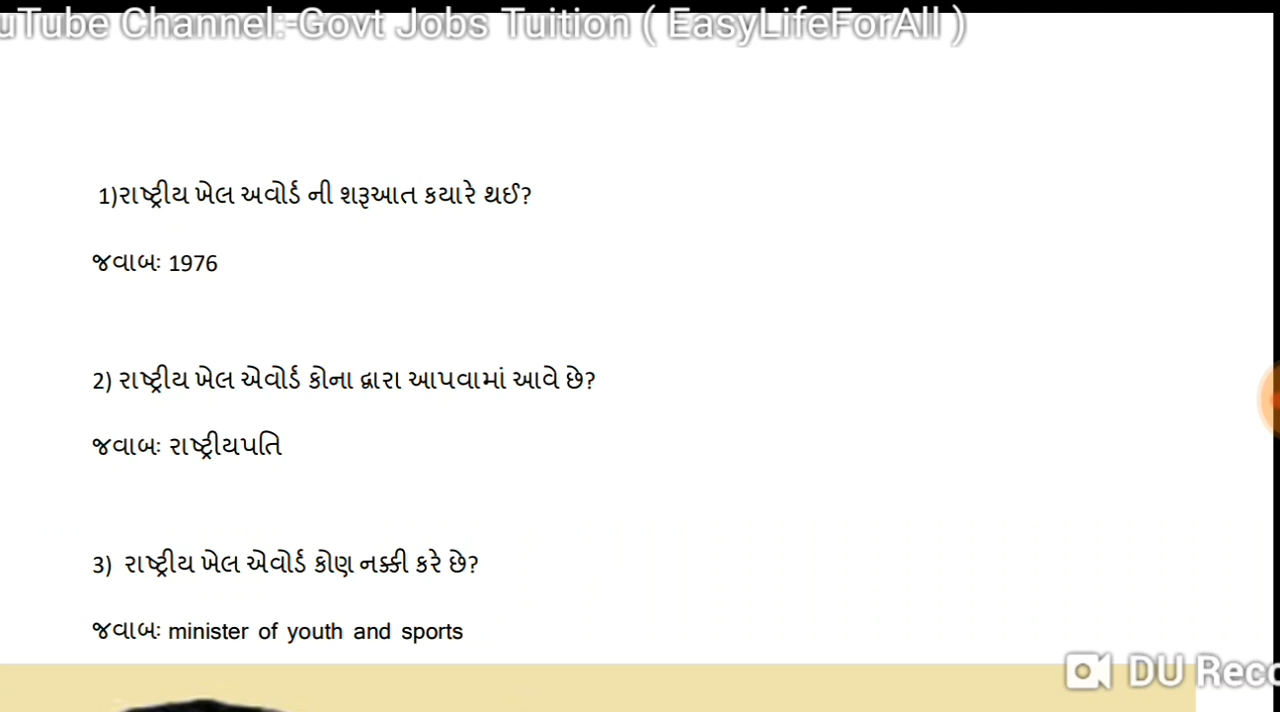 uTube Channel:-Govt Jobs Tuition ( EasyLifeForAll )
1)રાષ્ટ્રીય ખેલ અવોર્ડ ની શરૂઆત કયારે થઈ?
જવાબઃ 1976
2) રાષ્ટ્રીય ખેલ એવોર્ડ કોના દ્વારા આપવામાં આવે છે?
જવાબઃ રાષ્ટ્રીયપતિ
3) રાષ્ટ્રીય ખેલ એવોર્ડ કોણ નક્કી કરે છે?
જવાબઃ minister of youth and sports
DU Reco